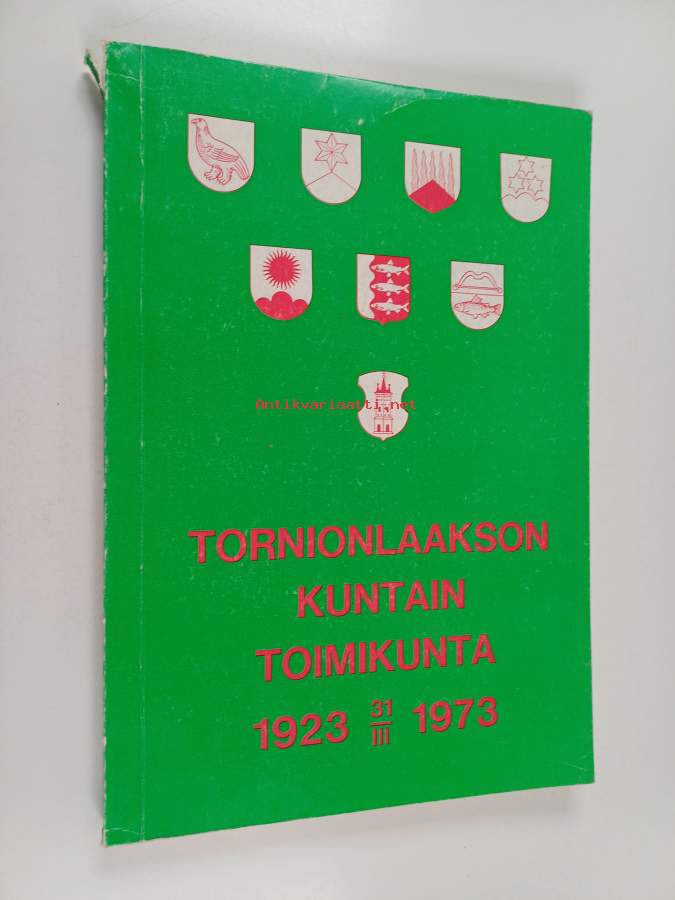 Antikvariaatti.net
TORNIONLAAKSON
KUNTAIN
TOIMIKUNTA
1923 31/III 1973